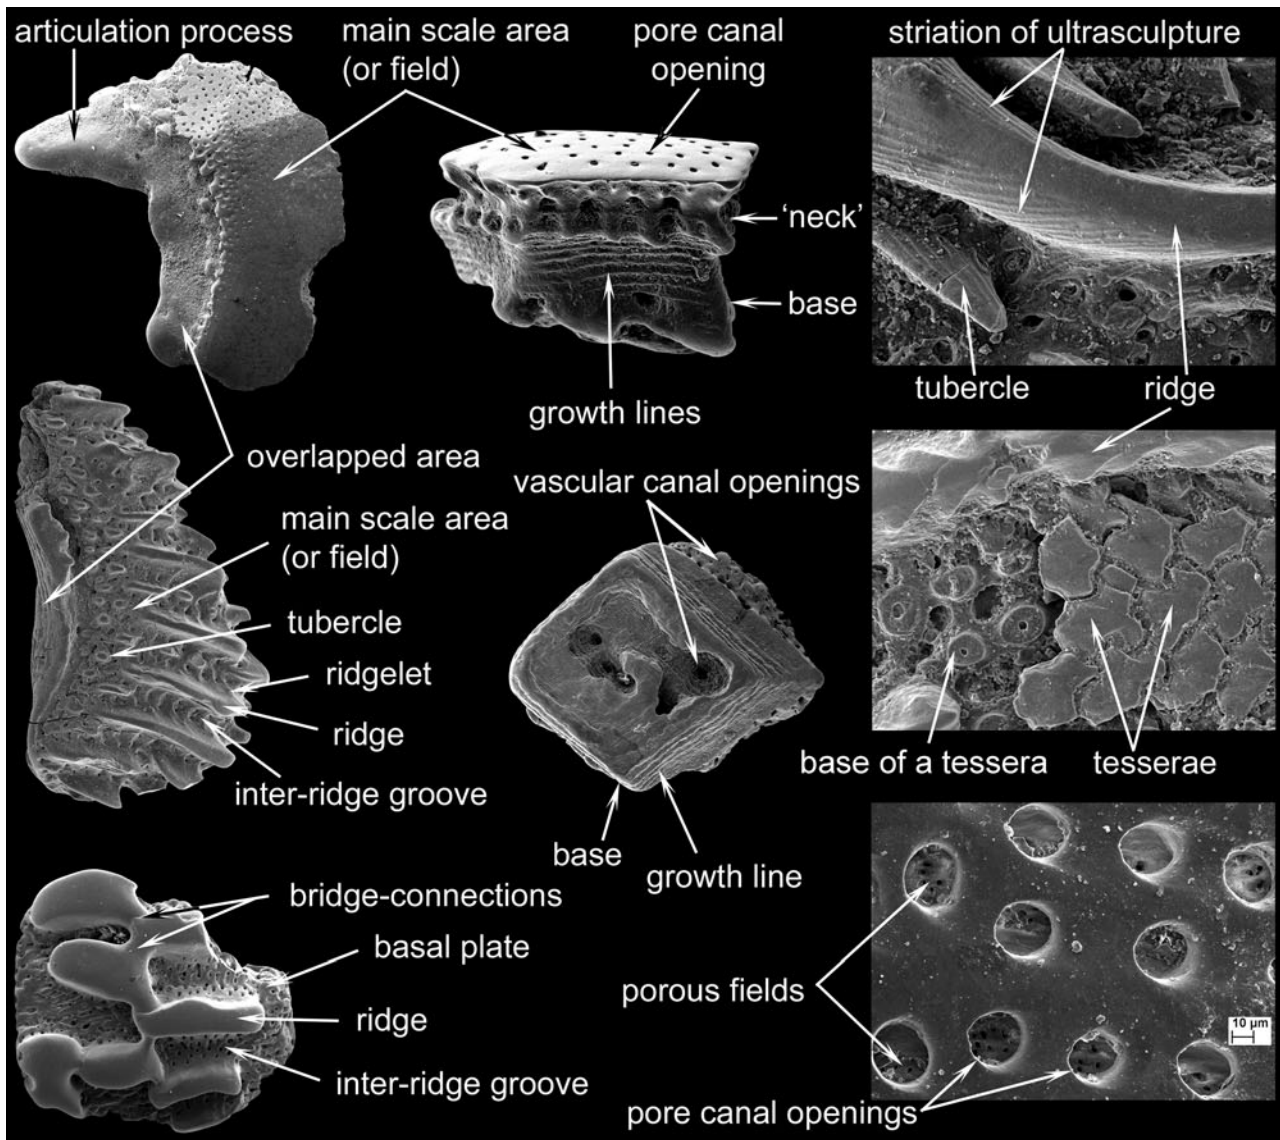 articulation process
main scale area
(or field)
pore canal
opening
striation of ultrasculpture
'neck'
base
growth lines
tubercle
ridge
overlapped area
vascular canal openings
main scale area
(or field)
tubercle
ridgelet
ridge
inter-ridge groove
base
growth line
base of a tessera
tesserae
bridge-connections
basal plate
ridge
inter-ridge groove
porous fields
10 µm
pore canal openings